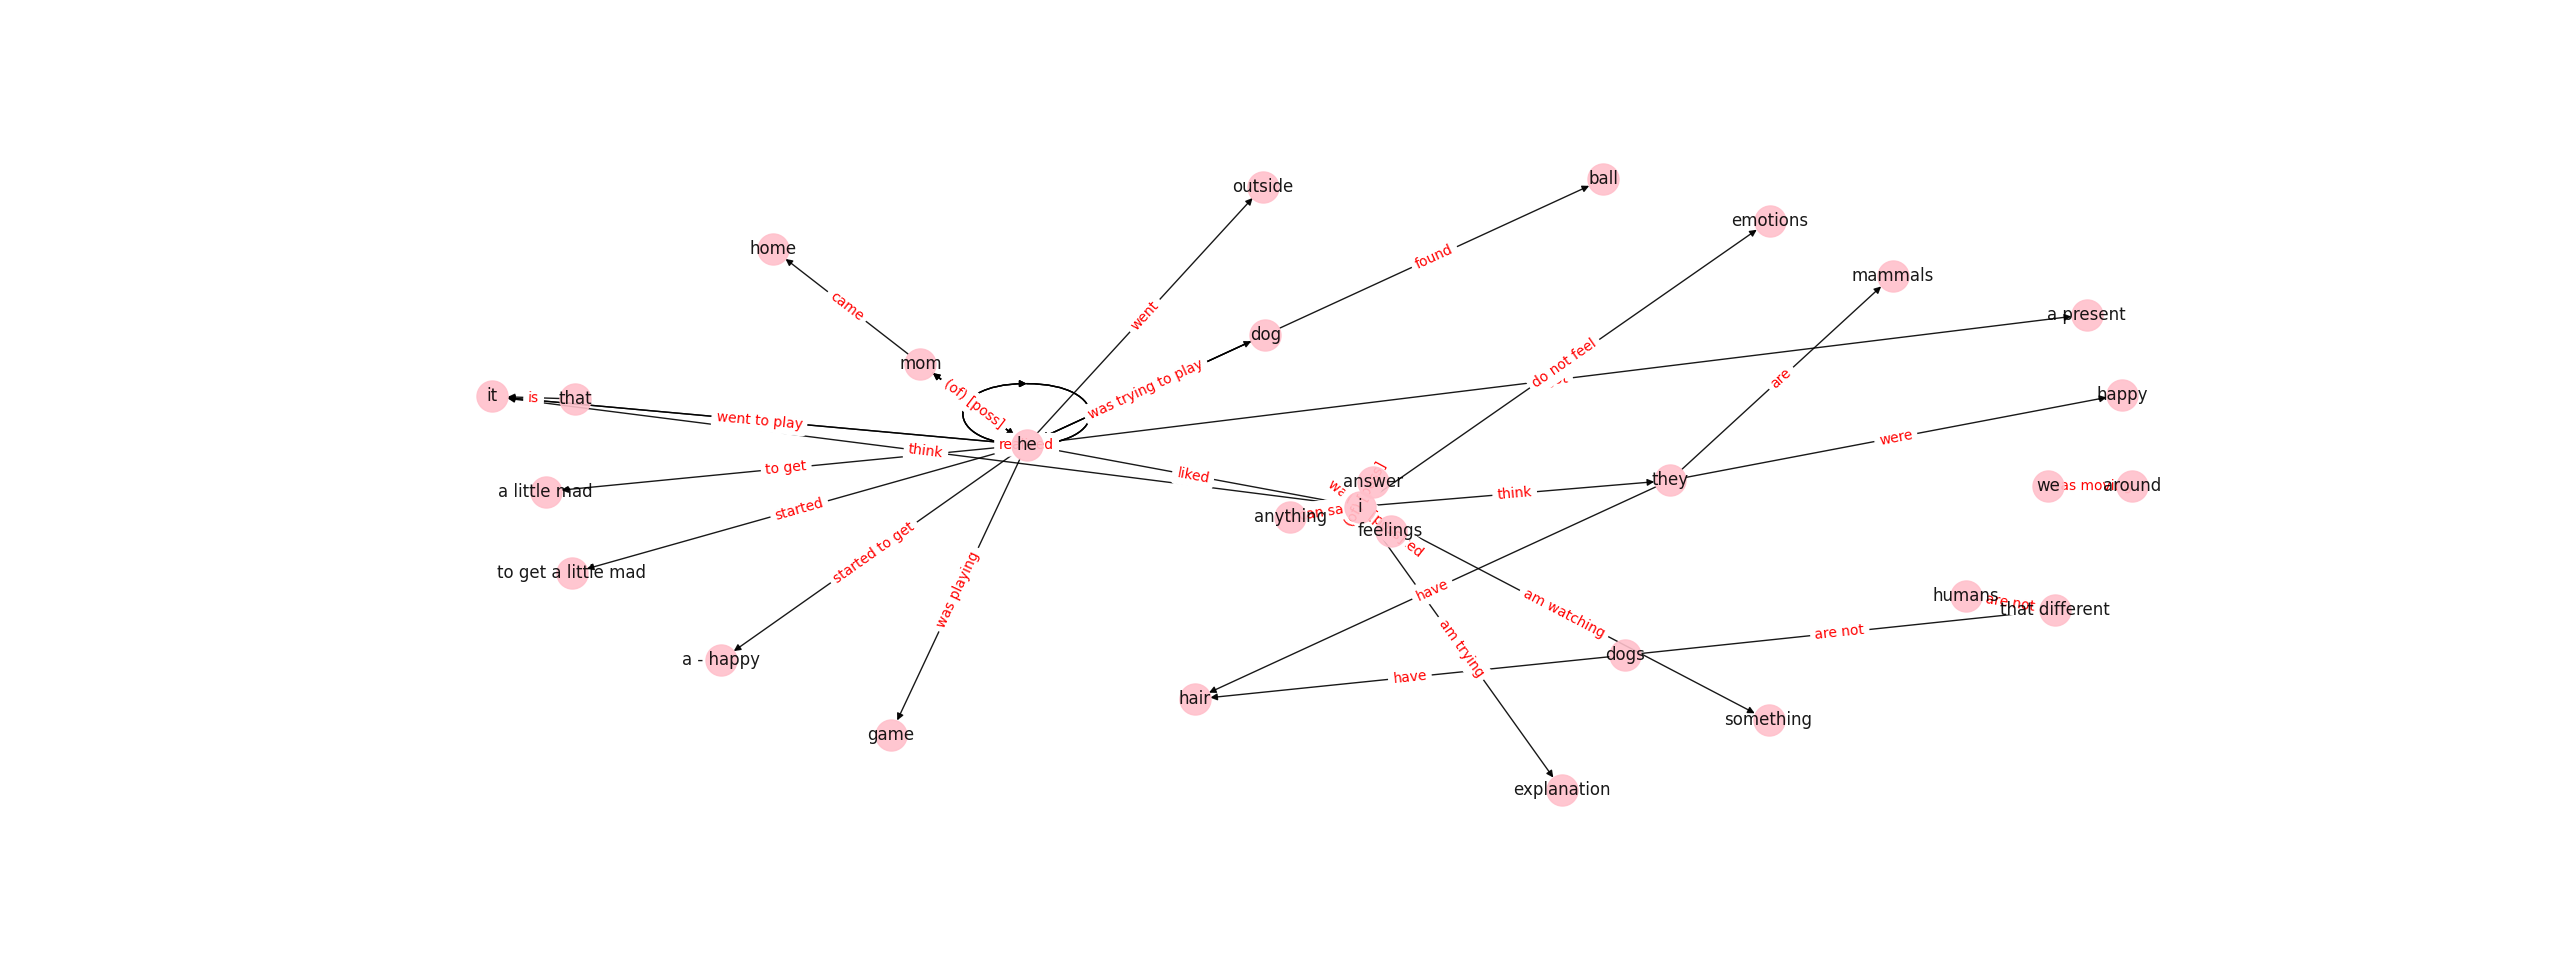 ball
outside
emotions
home
found
mammals
came
a present
went
dog
mom
do not feel
are
was trying to play
(of) [poss]
it
is
that
happy
went to play
were
he
think
to get
liked
answer
they
a little mad
think
we
around
started
i
anything
feelings
started to get
to get a little mad
have
was playing
am watching
humans
are not
that different
am trying
are not
dogs
a - happy
have
hair
something
game
explanation